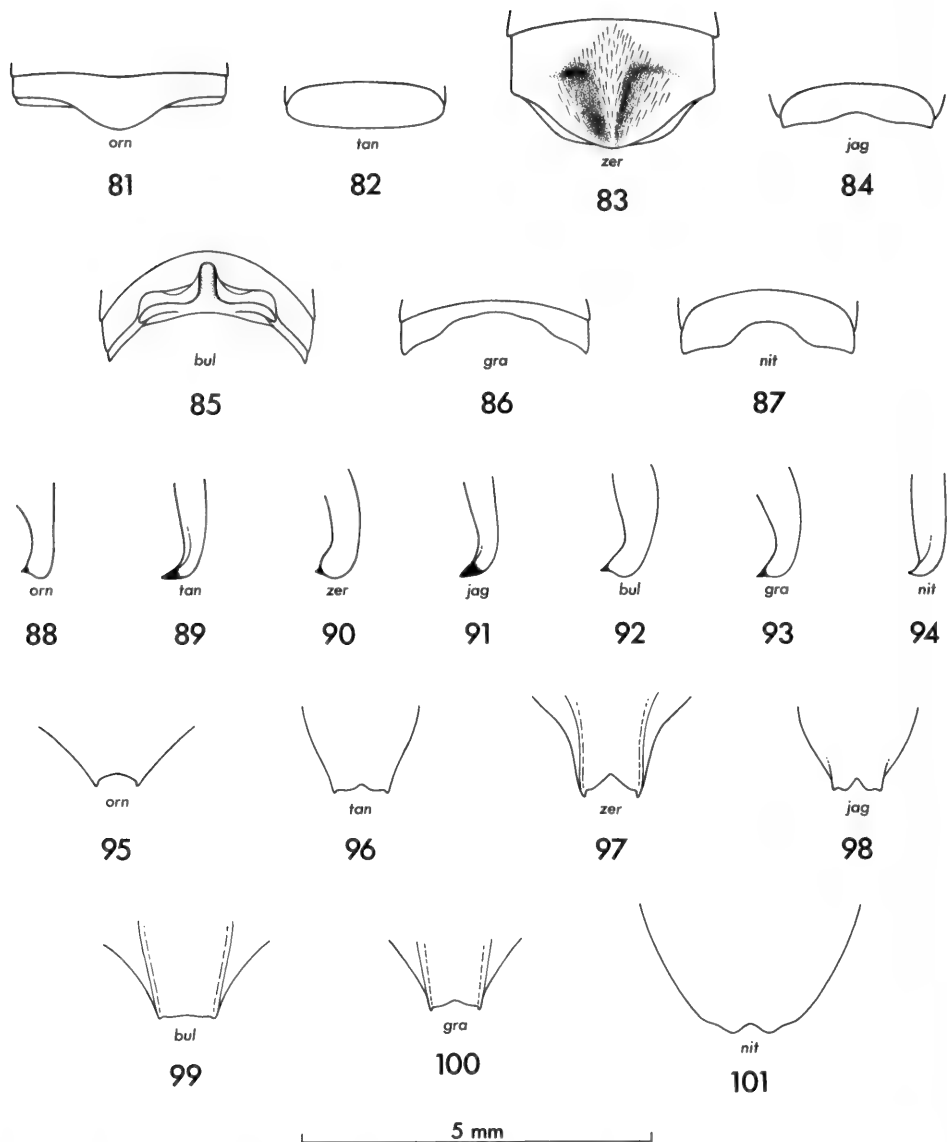 orn tan zer jag
81 82 83 84
bul gra nit
85 86 87
orn tan zer jag bul gra nit
88 89 90 91 92 93 94
orn tan zer jag
95 96 97 98
bul gra nit
99 100 101
5 mm